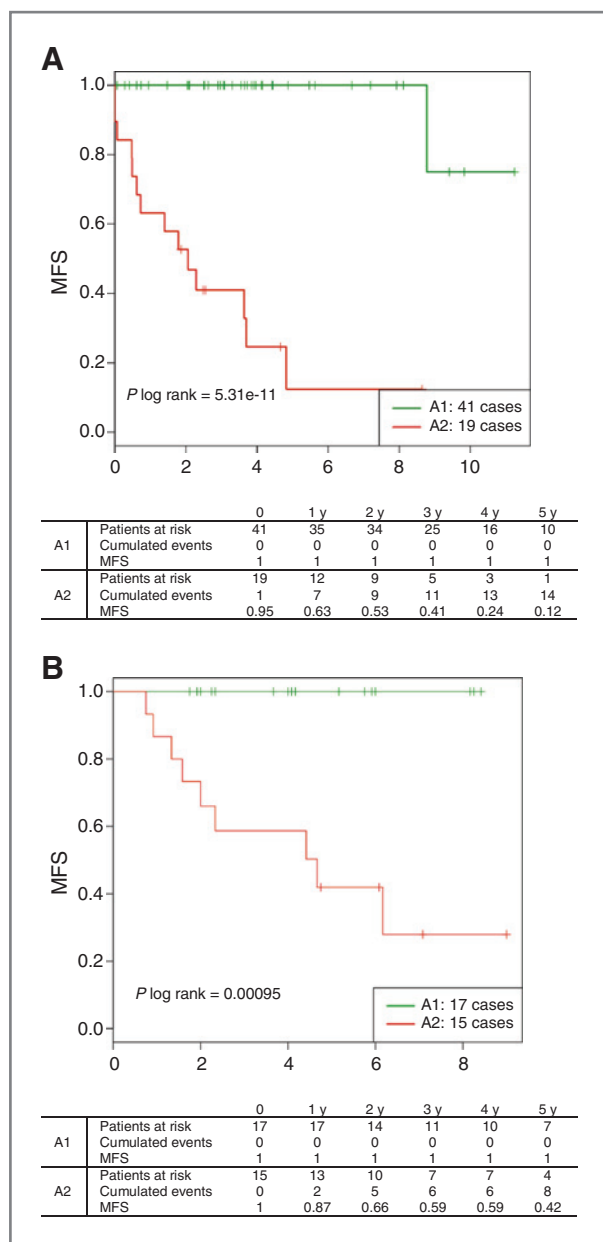 A
1.0
0.8
0.6
0.4
0.2
0.0
MFS
P log rank = 5.31e-11
A1: 41 cases
A2: 19 cases
0 2 4 6 8 10
0 1 y 2 y 3 y 4 y 5 y
A1 Patients at risk 41 35 34 25 16 10
Cumulated events 0 0 0 0 0 0
MFS 1 1 1 1 1 1
A2 Patients at risk 19 12 9 5 3 1
Cumulated events 1 7 9 11 13 14
MFS 0.95 0.63 0.53 0.41 0.24 0.12
B
1.0
0.8
0.6
0.4
0.2
0.0
MFS
P log rank = 0.00095
A1: 17 cases
A2: 15 cases
0 2 4 6 8
0 1 y 2 y 3 y 4 y 5 y
A1 Patients at risk 17 17 14 11 10 7
Cumulated events 0 0 0 0 0 0
MFS 1 1 1 1 1 1
A2 Patients at risk 15 13 10 7 7 4
Cumulated events 0 2 5 6 6 8
MFS 1 0.87 0.66 0.59 0.59 0.42